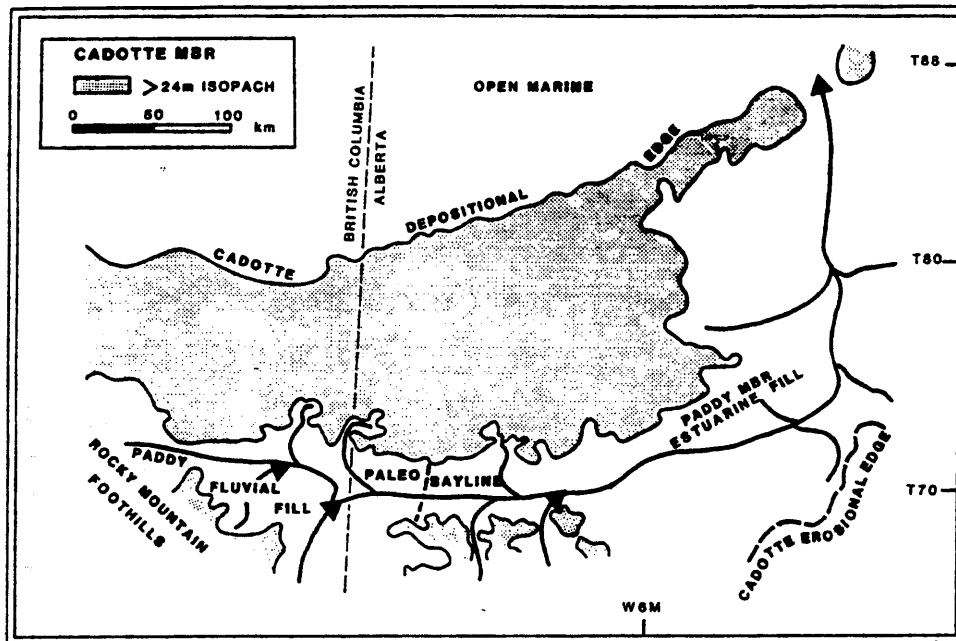 CADOTTE MBR
>24m ISOPACH
0 50 100
km
OPEN MARINE
T88
BRITISH COLUMBIA
ALBERTA
CADOTTE DEPOSITIONAL EDGE
T80
PADDY MBR
ESTUARINE FILL
PADDY
FLUVIAL
FILL
PALEO BAYLINE
ROCKY MOUNTAIN
FOOTHILLS
T70
CADOTTE EROSIONAL EDGE
W6M